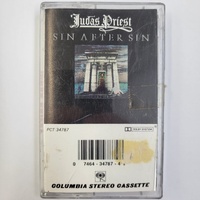 Judas Priest
SIN AFTER SIN
PCT 34787
0 7464-34787-4
COLUMBIA STEREO CASSETTE